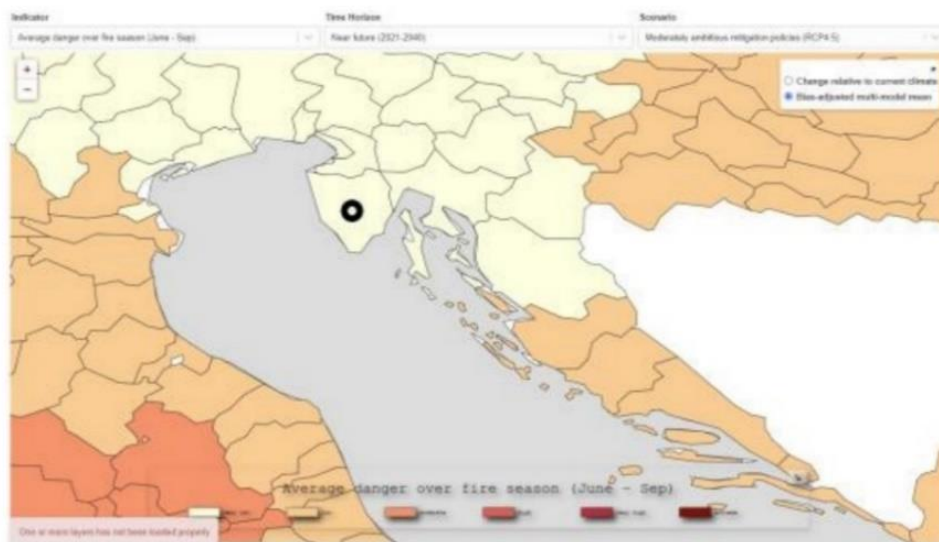 Indicator
Time Horizon
Scenario
Average danger over fire season (June - Sep)
Near future (2021-2040)
Moderately ambitious mitigation policies (RCP4.5)
+
−
Change relative to current climate
Bias-adjusted multi-model mean
Average danger over fire season (June - Sep)
One or more layers has not been loaded properly